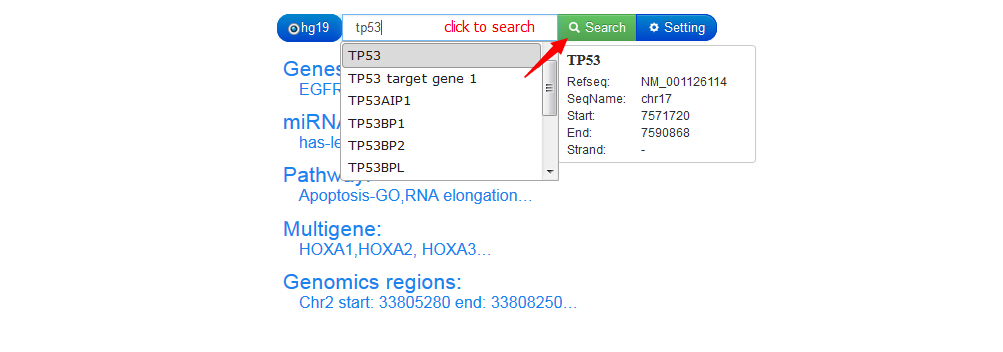 hg19 tp53 click to search Search Setting
TP53
TP53 target gene 1
TP53AIP1
TP53BP1
TP53BP2
TP53BPL
TP53
Refseq: NM_001126114
SeqName: chr17
Start: 7571720
End: 7590868
Strand: -
Genes
EGFR
miRNA
has-le
Pathway:
Apoptosis-GO,RNA elongation...
Multigene:
HOXA1,HOXA2, HOXA3...
Genomics regions:
Chr2 start: 33805280 end: 33808250...